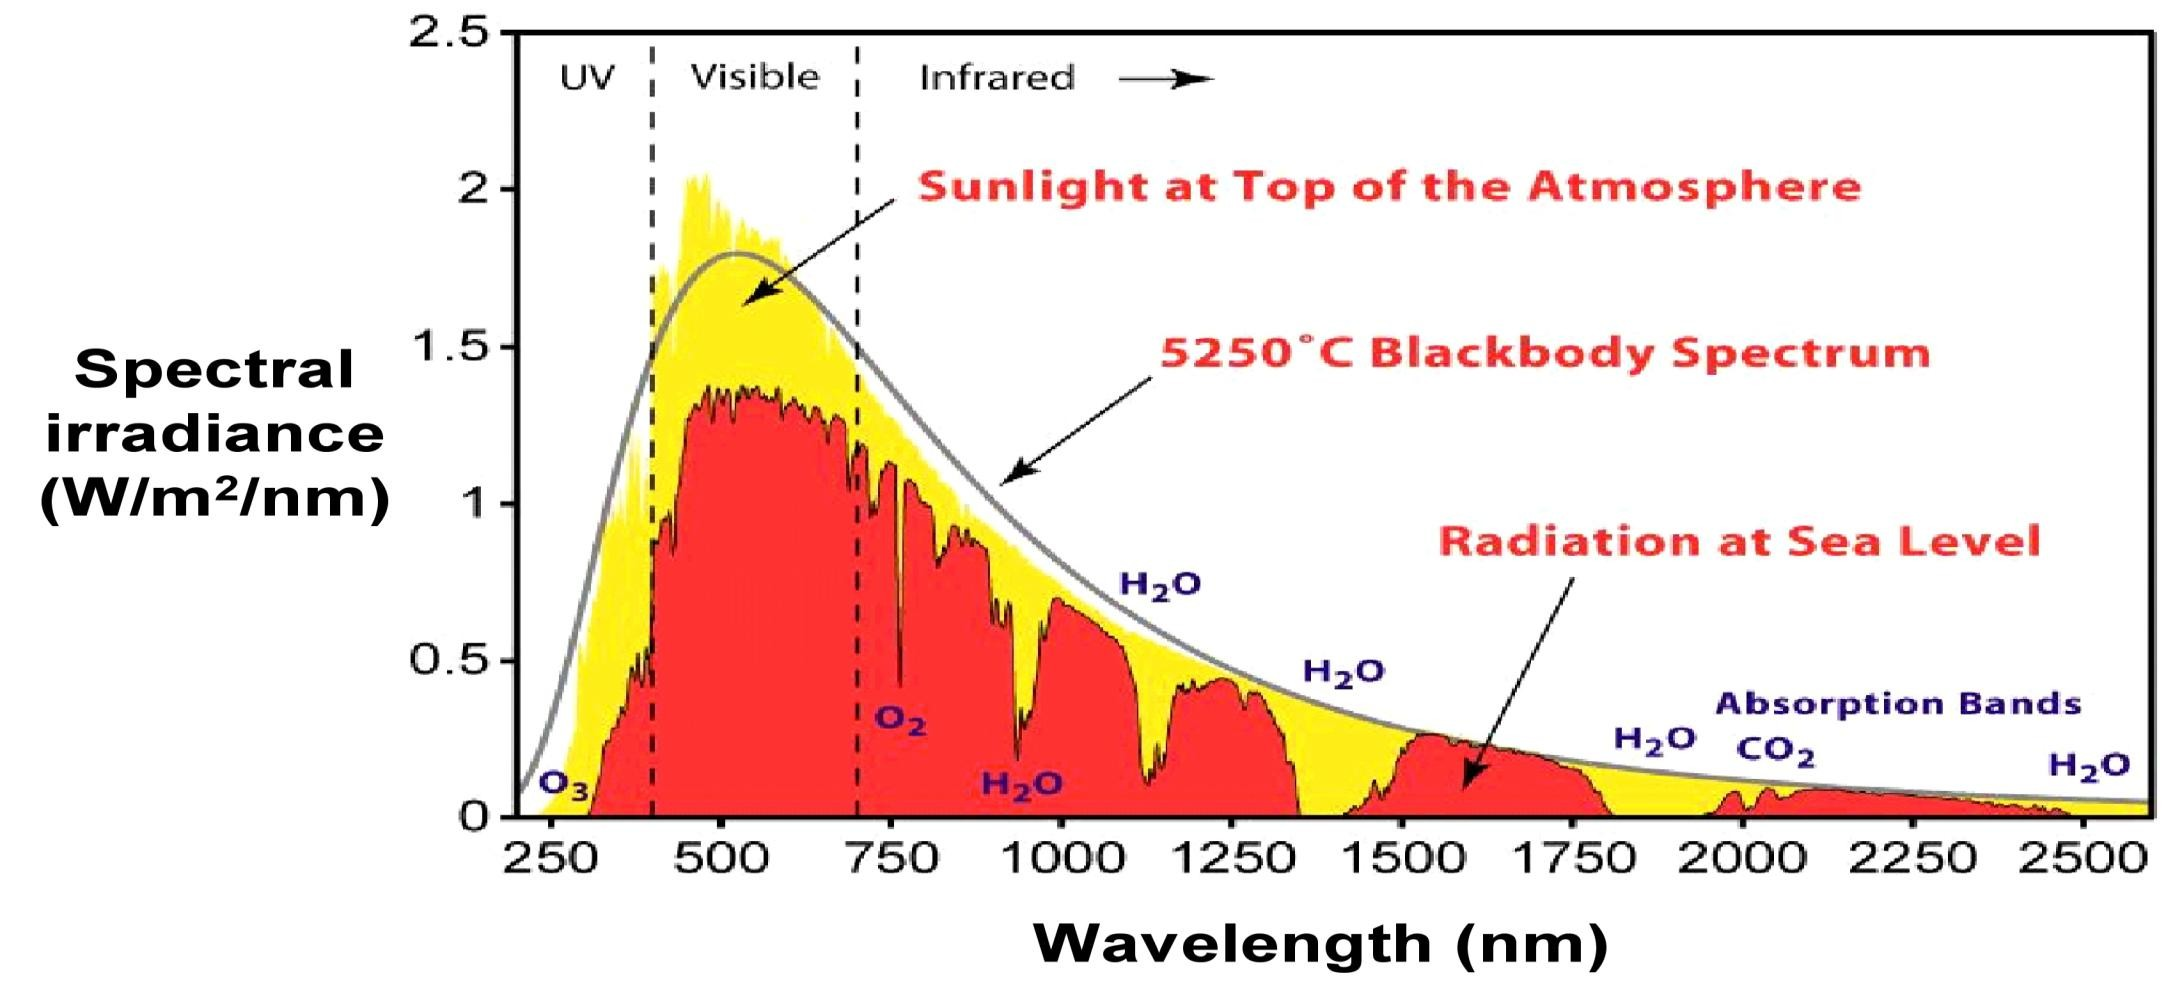 2.5
UV
Visible
Infrared
2
Sunlight at Top of the Atmosphere
1.5
5250°C Blackbody Spectrum
Spectral
irradiance
(W/m²/nm)
1
Radiation at Sea Level
H₂O
0.5
H₂O
Absorption Bands
O₂
H₂O
CO₂
H₂O
O₃
H₂O
0
250 500 750 1000 1250 1500 1750 2000 2250 2500
Wavelength (nm)